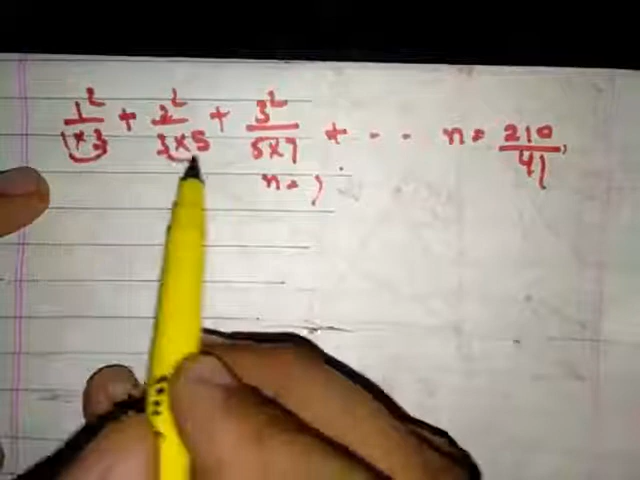 1²/1×3 + 2²/3×5 + 3²/5×7 + - - n = 210/41,
n = ?